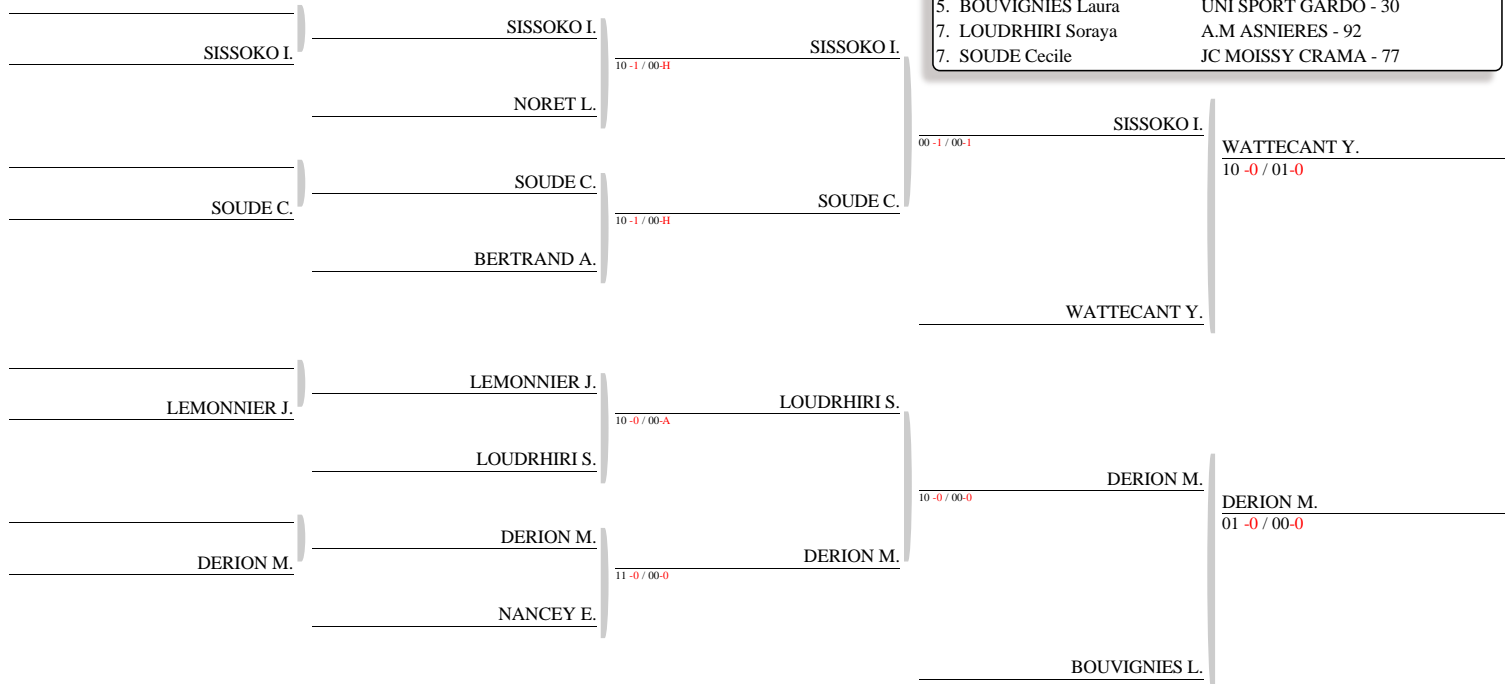 5. BOUVIGNIES Laura UNI SPORT GARDO - 30
7. LOUDRHIRI Soraya A.M ASNIERES - 92
7. SOUDE Cecile JC MOISSY CRAMA - 77
SISSOKO I.
SISSOKO I.
10 -1 / 00-H
SISSOKO I.
NORET L.
SISSOKO I.
00 -1 / 00-1
WATTECANT Y.
10 -0 / 01-0
SOUDE C.
SOUDE C.
10 -1 / 00-H
SOUDE C.
BERTRAND A.
WATTECANT Y.
LEMONNIER J.
LEMONNIER J.
10 -0 / 00-A
LOUDRHIRI S.
LOUDRHIRI S.
DERION M.
10 -0 / 00-0
DERION M.
01 -0 / 00-0
DERION M.
DERION M.
11 -0 / 00-0
DERION M.
NANCEY E.
BOUVIGNIES L.